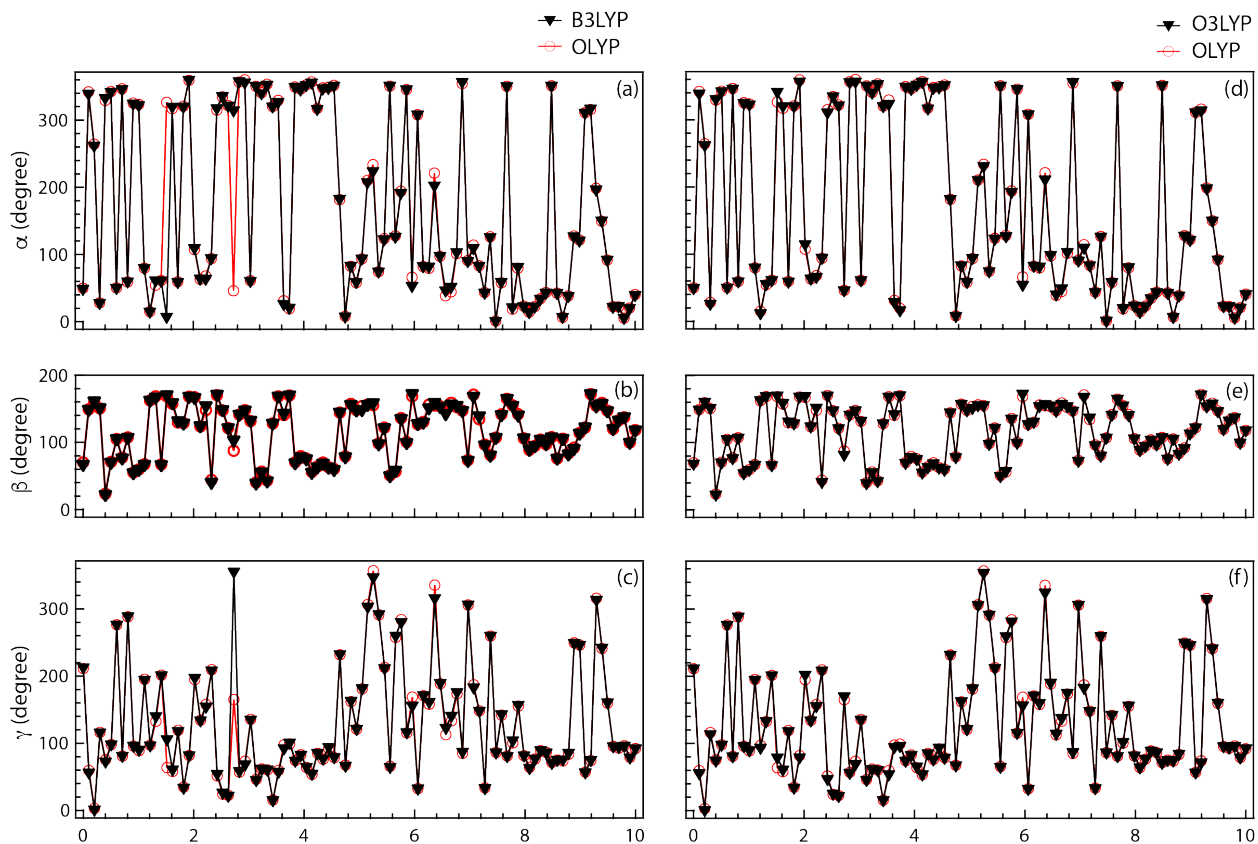 B3LYP
OLYP
O3LYP
OLYP
(a)
(d)
α (degree)
300
200
100
0
(b)
(e)
β (degree)
200
100
0
(c)
(f)
γ (degree)
300
200
100
0
0 2 4 6 8 10
0 2 4 6 8 10